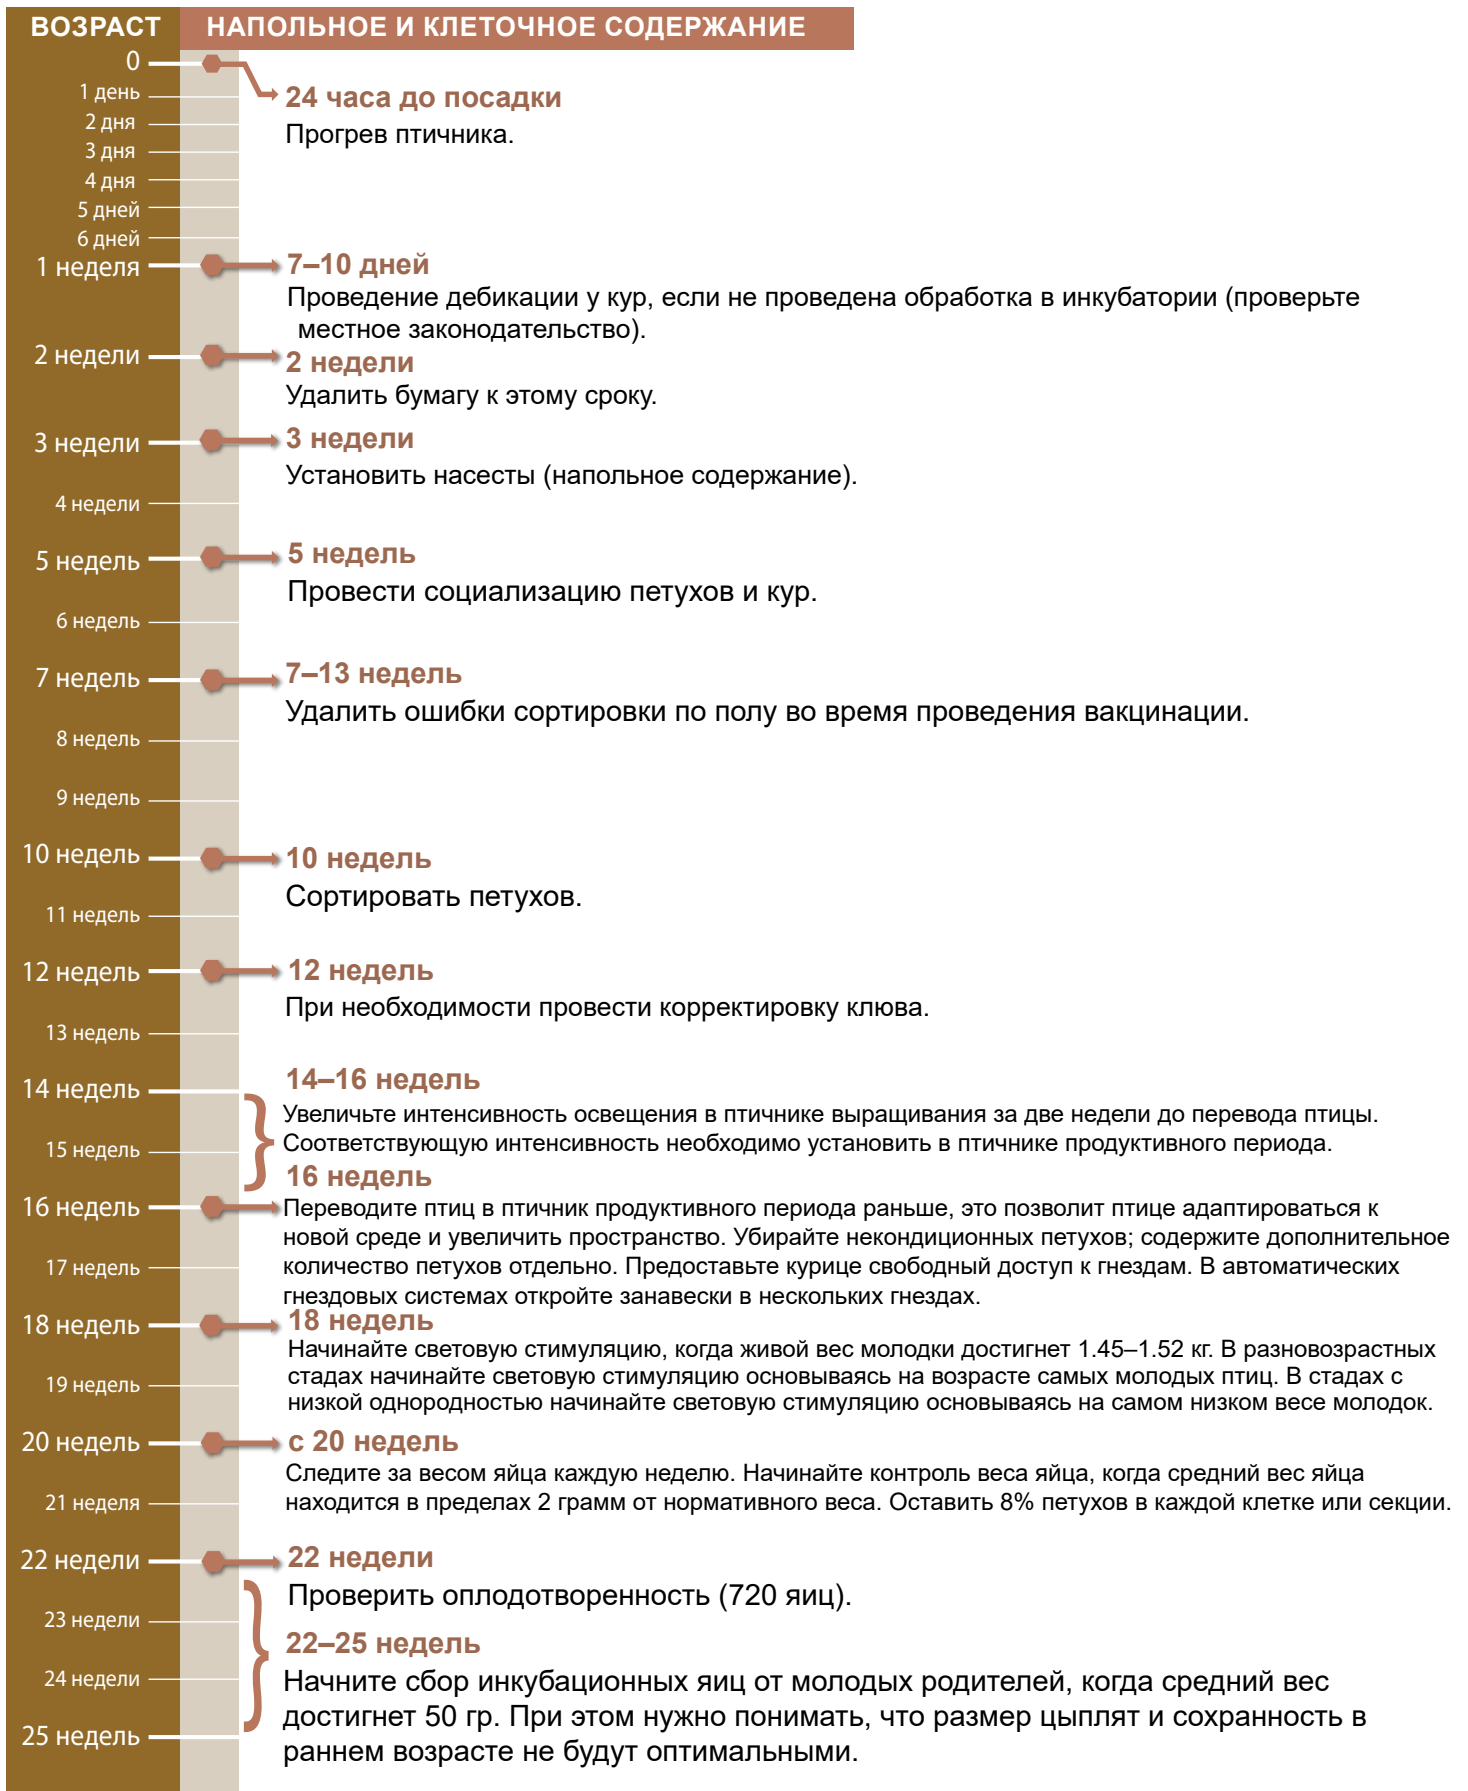 ВОЗРАСТ
НАПОЛЬНОЕ И КЛЕТОЧНОЕ СОДЕРЖАНИЕ
0
24 часа до посадки
1 день
Прогрев птичника.
2 дня
3 дня
4 дня
5 дней
6 дней
1 неделя
7–10 дней
Проведение дебикации у кур, если не проведена обработка в инкубатории (проверьте
местное законодательство).
2 недели
2 недели
Удалить бумагу к этому сроку.
3 недели
3 недели
Установить насесты (напольное содержание).
4 недели
5 недель
5 недель
Провести социализацию петухов и кур.
6 недель
7 недель
7–13 недель
Удалить ошибки сортировки по полу во время проведения вакцинации.
8 недель
9 недель
10 недель
10 недель
Сортировать петухов.
11 недель
12 недель
12 недель
При необходимости провести корректировку клюва.
13 недель
14 недель
14–16 недель
Увеличьте интенсивность освещения в птичнике выращивания за две недели до перевода птицы.
Соответствующую интенсивность необходимо установить в птичнике продуктивного периода.
15 недель
16 недель
16 недель
Переводите птиц в птичник продуктивного периода раньше, это позволит птице адаптироваться к
новой среде и увеличить пространство. Убирайте некондиционных петухов; содержите дополнительное
количество петухов отдельно. Предоставьте курице свободный доступ к гнездам. В автоматических
гнездовых системах откройте занавески в нескольких гнездах.
17 недель
18 недель
18 недель
Начинайте световую стимуляцию, когда живой вес молодки достигнет 1.45–1.52 кг. В разновозрастных
стадах начинайте световую стимуляцию основываясь на возрасте самых молодых птиц. В стадах с
низкой однородностью начинайте световую стимуляцию основываясь на самом низком весе молодок.
19 недель
20 недель
с 20 недель
Следите за весом яйца каждую неделю. Начинайте контроль веса яйца, когда средний вес яйца
находится в пределах 2 грамм от нормативного веса. Оставить 8% петухов в каждой клетке или секции.
21 неделя
22 недели
22 недели
Проверить оплодотворенность (720 яиц).
23 недели
22–25 недель
24 недели
Начните сбор инкубационных яиц от молодых родителей, когда средний вес
достигнет 50 гр. При этом нужно понимать, что размер цыплят и сохранность в
раннем возрасте не будут оптимальными.
25 недель